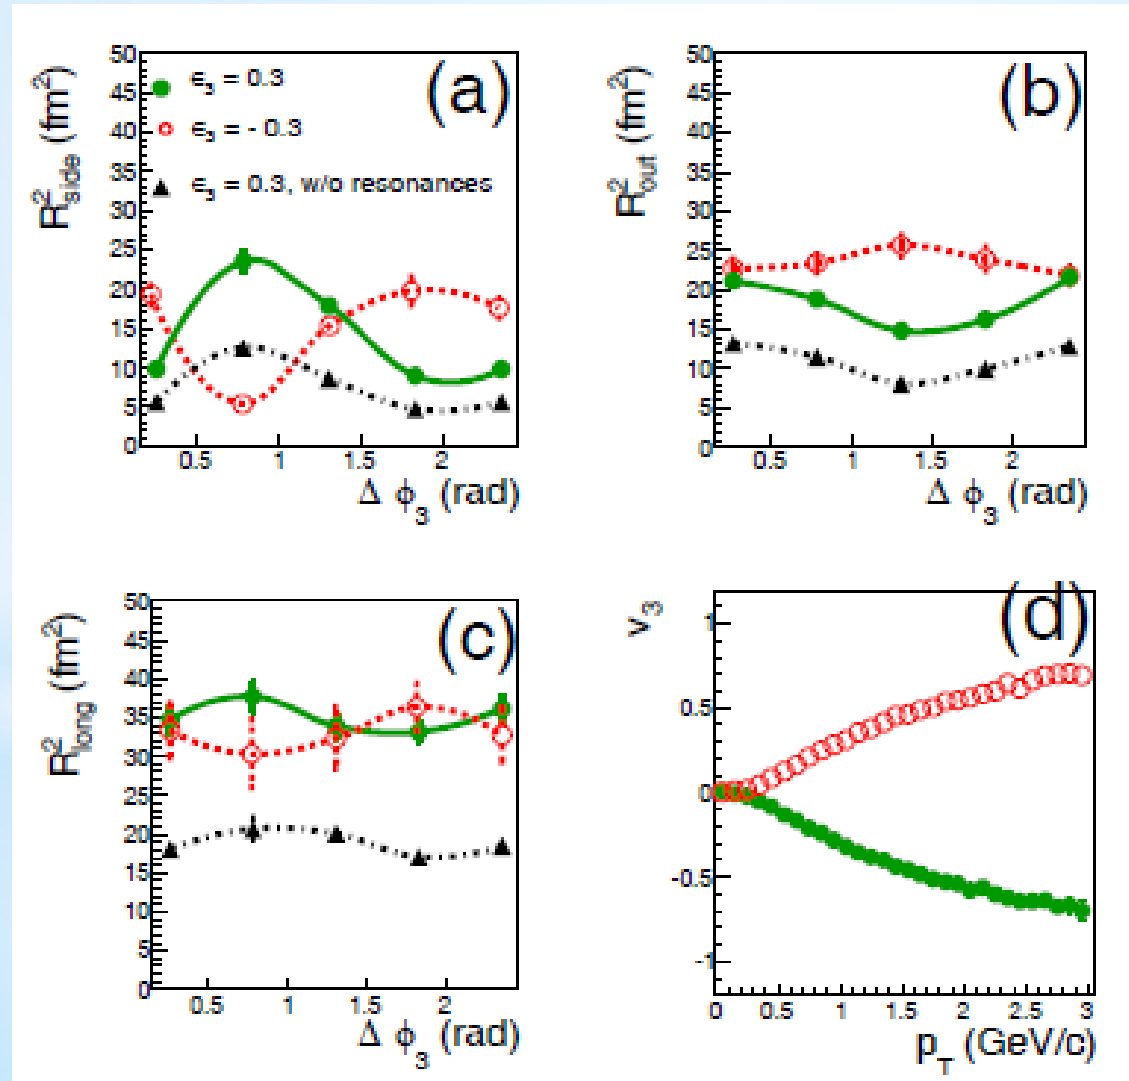 (a)
ϵ3 = 0.3
ϵ3 = - 0.3
ϵ3 = 0.3, w/o resonances
R²side (fm²)
50
45
40
35
30
25
20
15
10
5
0
0.5 1 1.5 2
Δ ϕ3 (rad)
(b)
R²out (fm²)
50
45
40
35
30
25
20
15
10
5
0
0.5 1 1.5 2
Δ ϕ3 (rad)
(c)
R²long (fm²)
50
45
40
35
30
25
20
15
10
5
0
0.5 1 1.5 2
Δ ϕ3 (rad)
(d)
v3
1
0.5
0
-0.5
-1
0 0.5 1 1.5 2 2.5 3
pT (GeV/c)